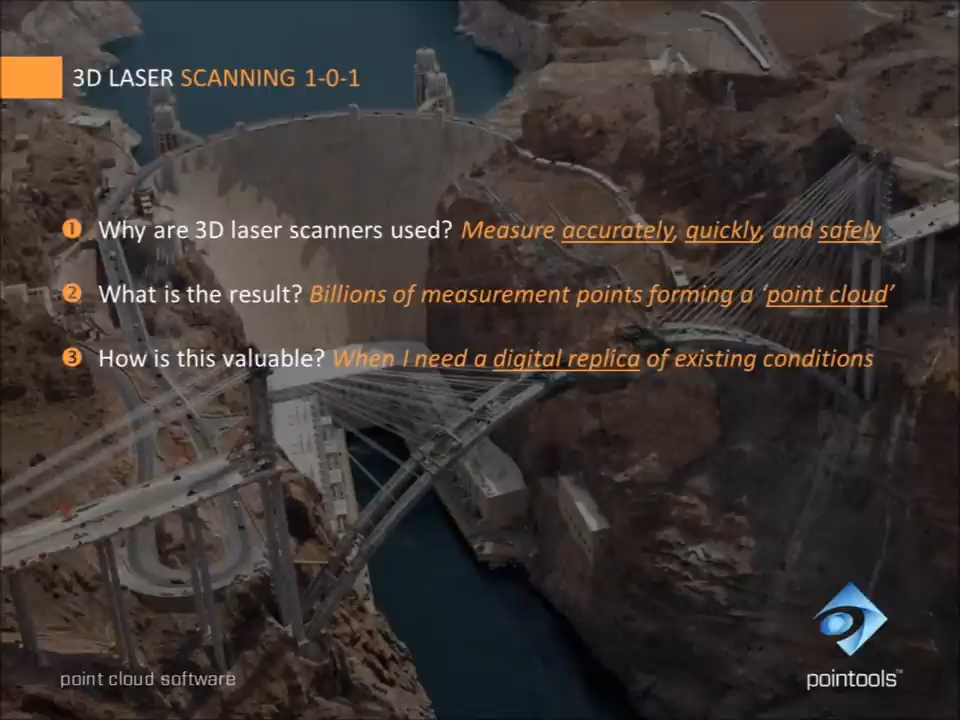 3D LASER SCANNING 1-0-1
❶ Why are 3D laser scanners used? Measure accurately, quickly, and safely
❷ What is the result? Billions of measurement points forming a ‘point cloud’
❸ How is this valuable? When I need a digital replica of existing conditions
point cloud software
pointools™